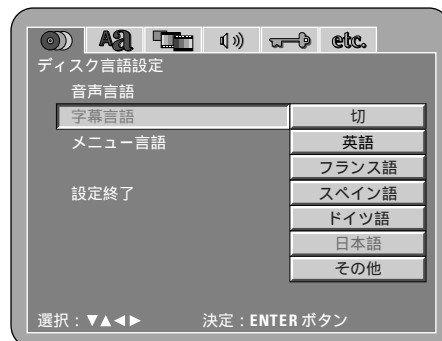 Aあ etc.
ディスク言語設定
音声言語
字幕言語
切
メニュー言語
英語
フランス語
設定終了
スペイン語
ドイツ語
日本語
その他
選択：▼▲◀▶ 決定：ENTER ボタン